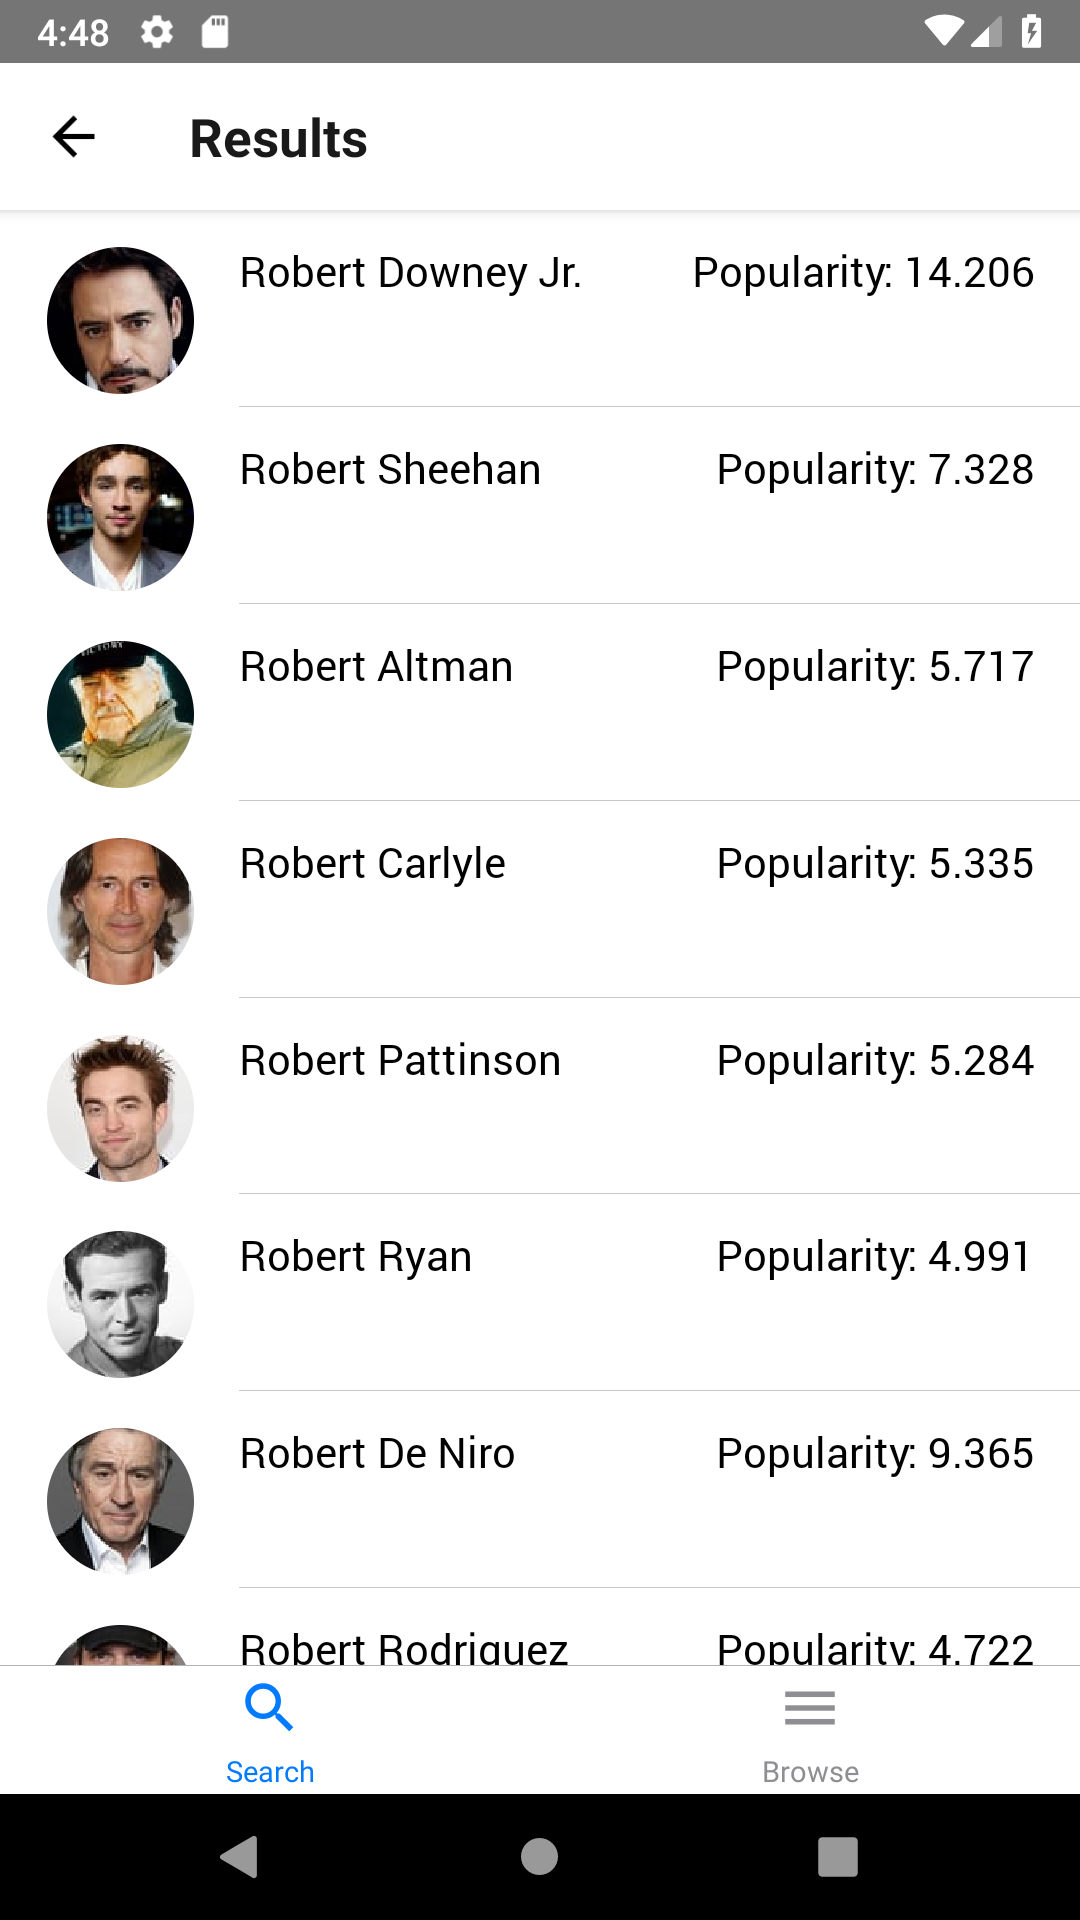 4:48
Results
Robert Downey Jr. Popularity: 14.206
Robert Sheehan Popularity: 7.328
Robert Altman Popularity: 5.717
Robert Carlyle Popularity: 5.335
Robert Pattinson Popularity: 5.284
Robert Ryan Popularity: 4.991
Robert De Niro Popularity: 9.365
Robert Rodriguez Popularity: 4.722
Search Browse